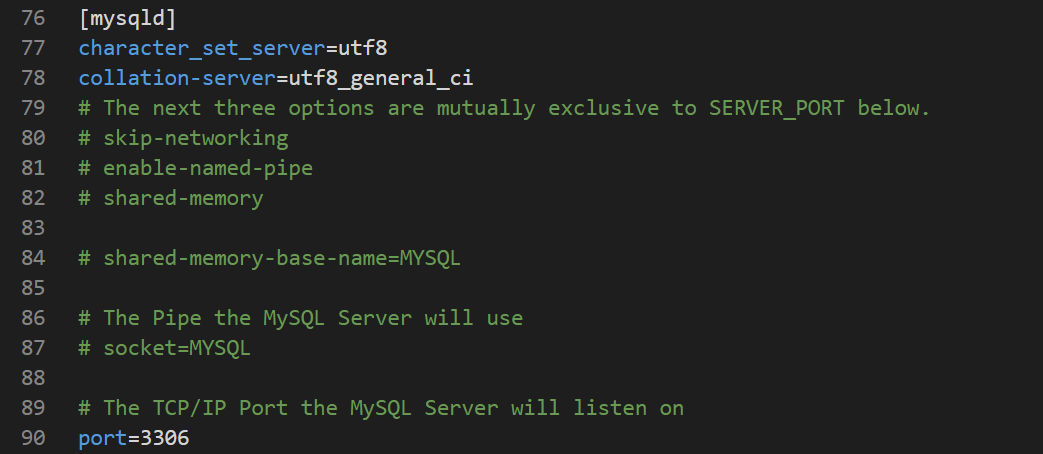 76 [mysqld]
77 character_set_server=utf8
78 collation-server=utf8_general_ci
79 # The next three options are mutually exclusive to SERVER_PORT below.
80 # skip-networking
81 # enable-named-pipe
82 # shared-memory
83
84 # shared-memory-base-name=MYSQL
85
86 # The Pipe the MySQL Server will use
87 # socket=MYSQL
88
89 # The TCP/IP Port the MySQL Server will listen on
90 port=3306